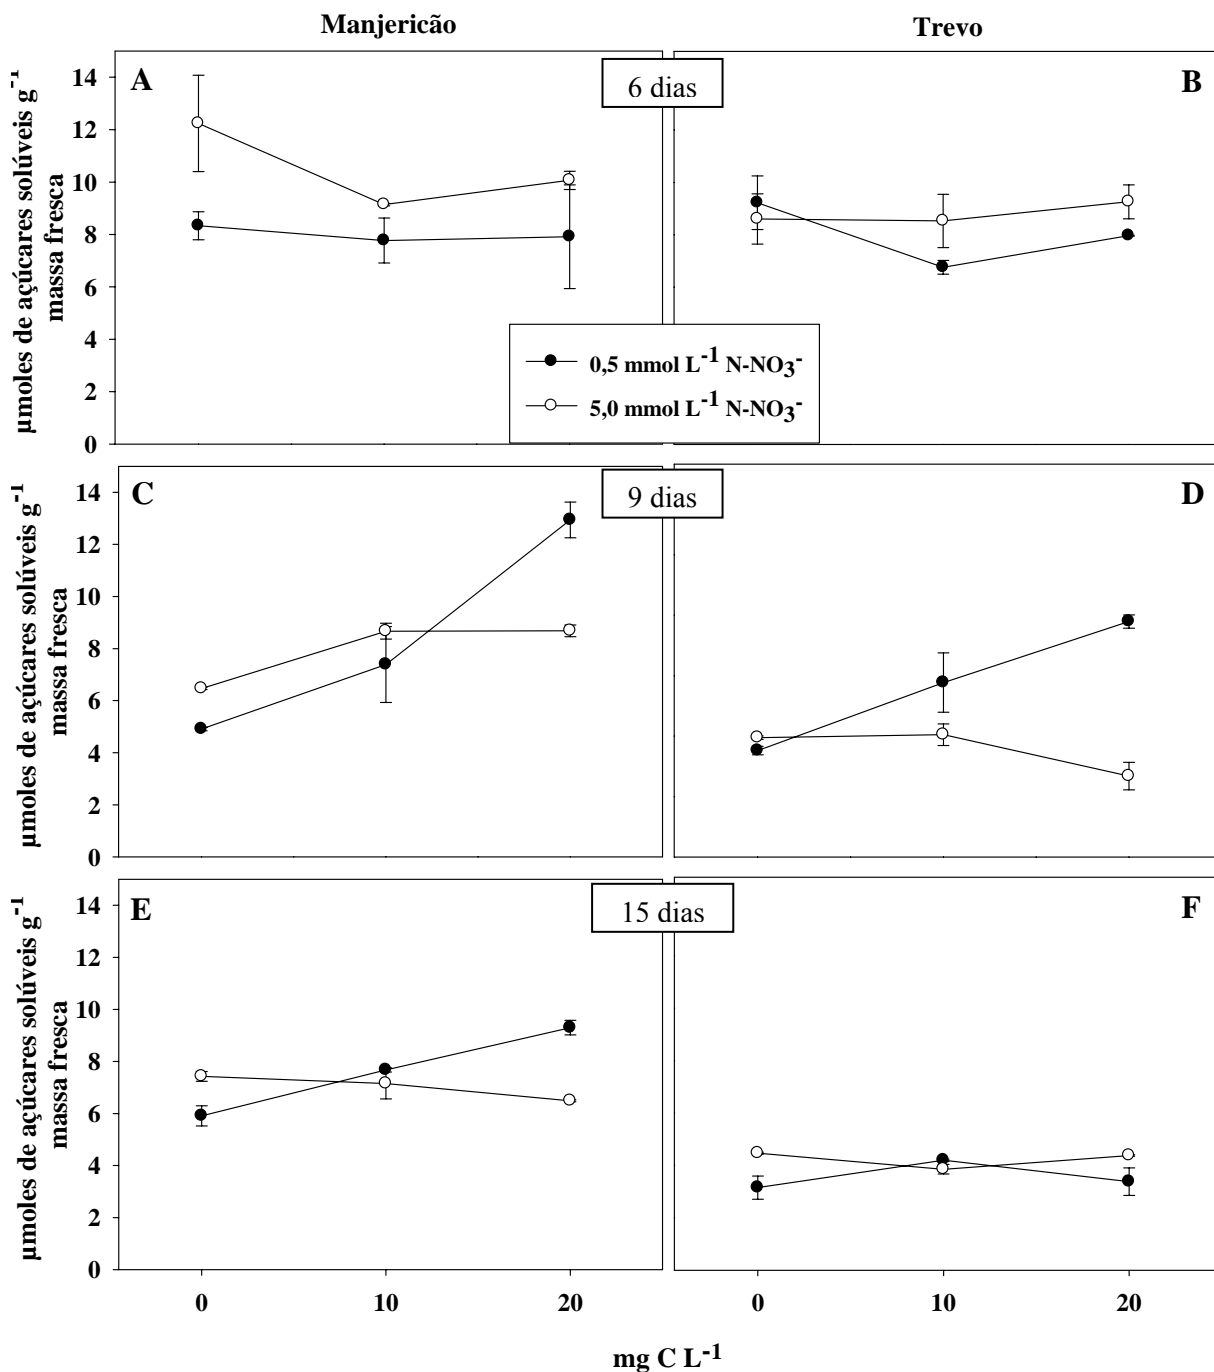 Manjericão
Trevo
A
6 dias
B
14
12
10
8
6
4
2
0
µmoles de açúcares solúveis g-1
massa fresca
0,5 mmol L-1 N-NO3-
5,0 mmol L-1 N-NO3-
C
9 dias
D
14
12
10
8
6
4
2
0
µmoles de açúcares solúveis g-1
massa fresca
E
15 dias
F
14
12
10
8
6
4
2
0
µmoles de açúcares solúveis g-1
massa fresca
0 10 20 0 10 20
mg C L-1